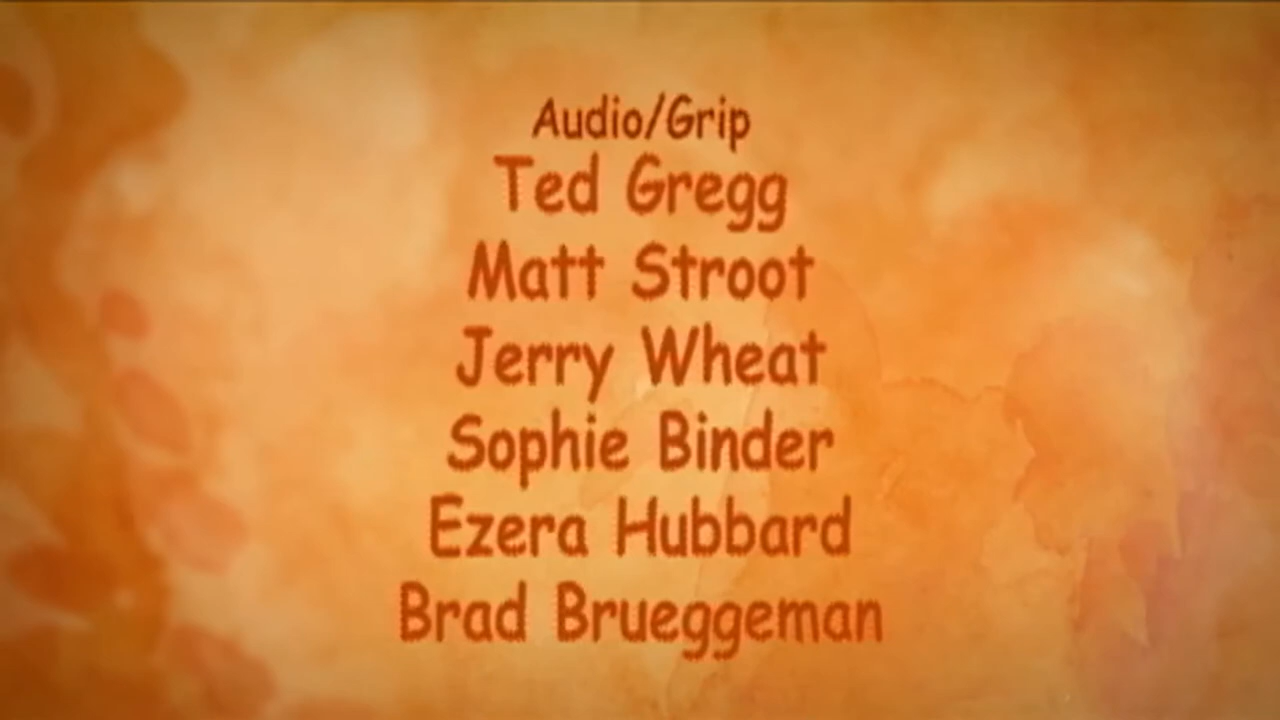 Audio/Grip
Ted Gregg
Matt Stroot
Jerry Wheat
Sophie Binder
Ezera Hubbard
Brad Brueggeman